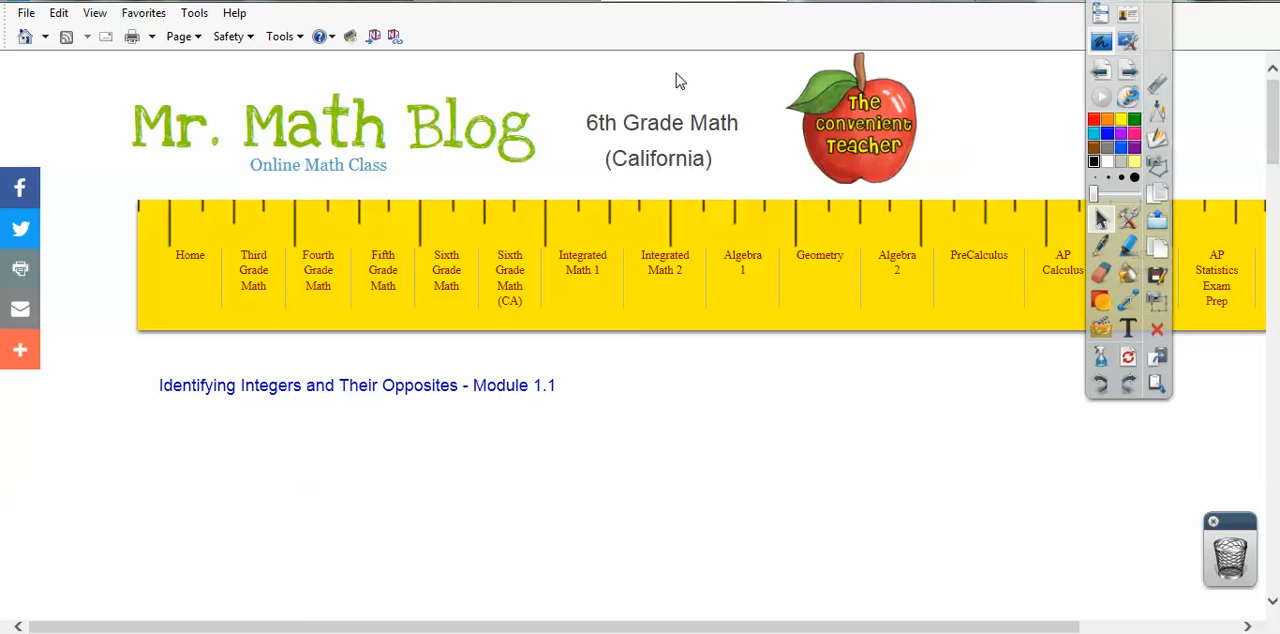 File Edit View Favorites Tools Help
Page Safety Tools
Mr. Math Blog
Online Math Class
6th Grade Math
(California)
The
Convenient
Teacher
Home
Third
Grade
Math
Fourth
Grade
Math
Fifth
Grade
Math
Sixth
Grade
Math
Sixth
Grade
Math
(CA)
Integrated
Math 1
Integrated
Math 2
Algebra
1
Geometry
Algebra
2
PreCalculus
AP
Calculus
AP
Statistics
Exam
Prep
Identifying Integers and Their Opposites - Module 1.1